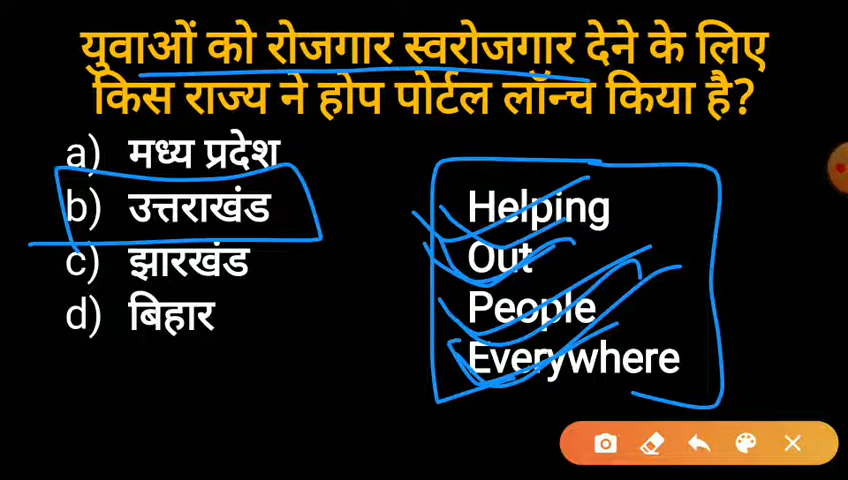 युवाओं को रोजगार स्वरोजगार देने के लिए
किस राज्य ने होप पोर्टल लॉन्च किया है?
a) मध्य प्रदेश
b) उत्तराखंड
c) झारखंड
d) बिहार
Helping
Out
People
Everywhere